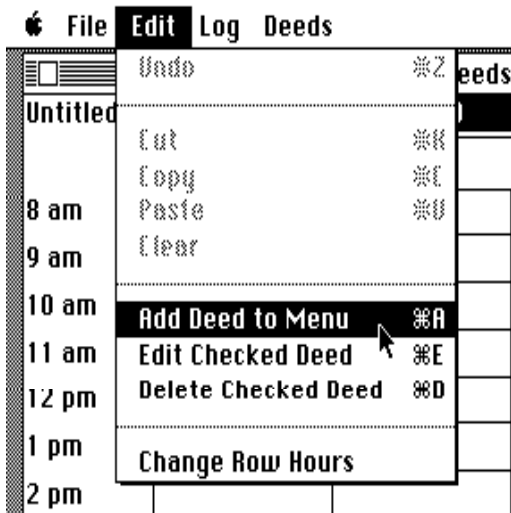 File Edit Log Deeds
Undo ⌘Z
eeds
Untitled
Cut ⌘X
Copy ⌘C
Paste ⌘V
8 am
Clear
9 am
10 am
Add Deed to Menu ⌘A
11 am
Edit Checked Deed ⌘E
12 pm
Delete Checked Deed ⌘D
1 pm
Change Row Hours
2 pm